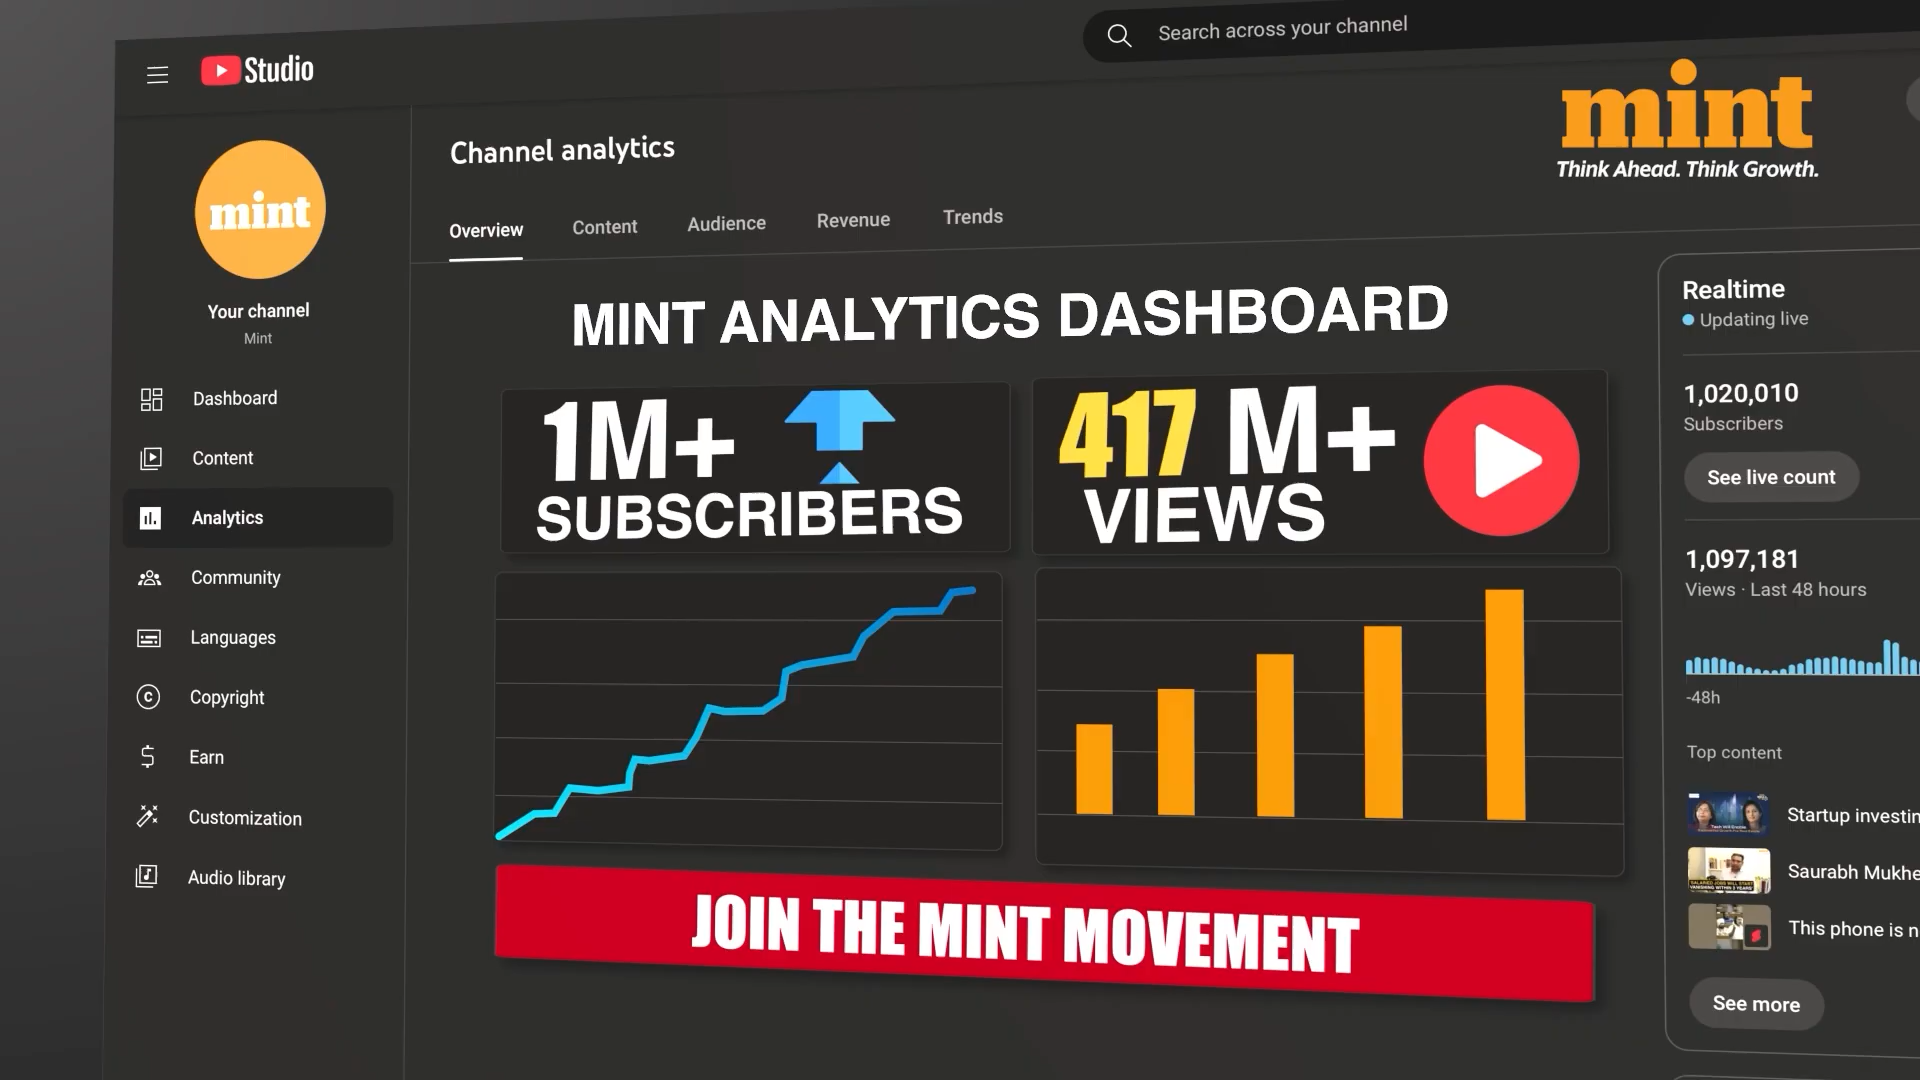 Studio
Search across your channel
mint
Think Ahead. Think Growth.
mint
Your channel
Mint
Dashboard
Content
Analytics
Community
Languages
Copyright
Earn
Customization
Audio library
Channel analytics
Overview
Content
Audience
Revenue
Trends
MINT ANALYTICS DASHBOARD
1M+
SUBSCRIBERS
417 M+
VIEWS
JOIN THE MINT MOVEMENT
Realtime
Updating live
1,020,010
Subscribers
See live count
1,097,181
Views · Last 48 hours
-48h
Top content
Startup investin
Saurabh Mukhe
This phone is n
See more